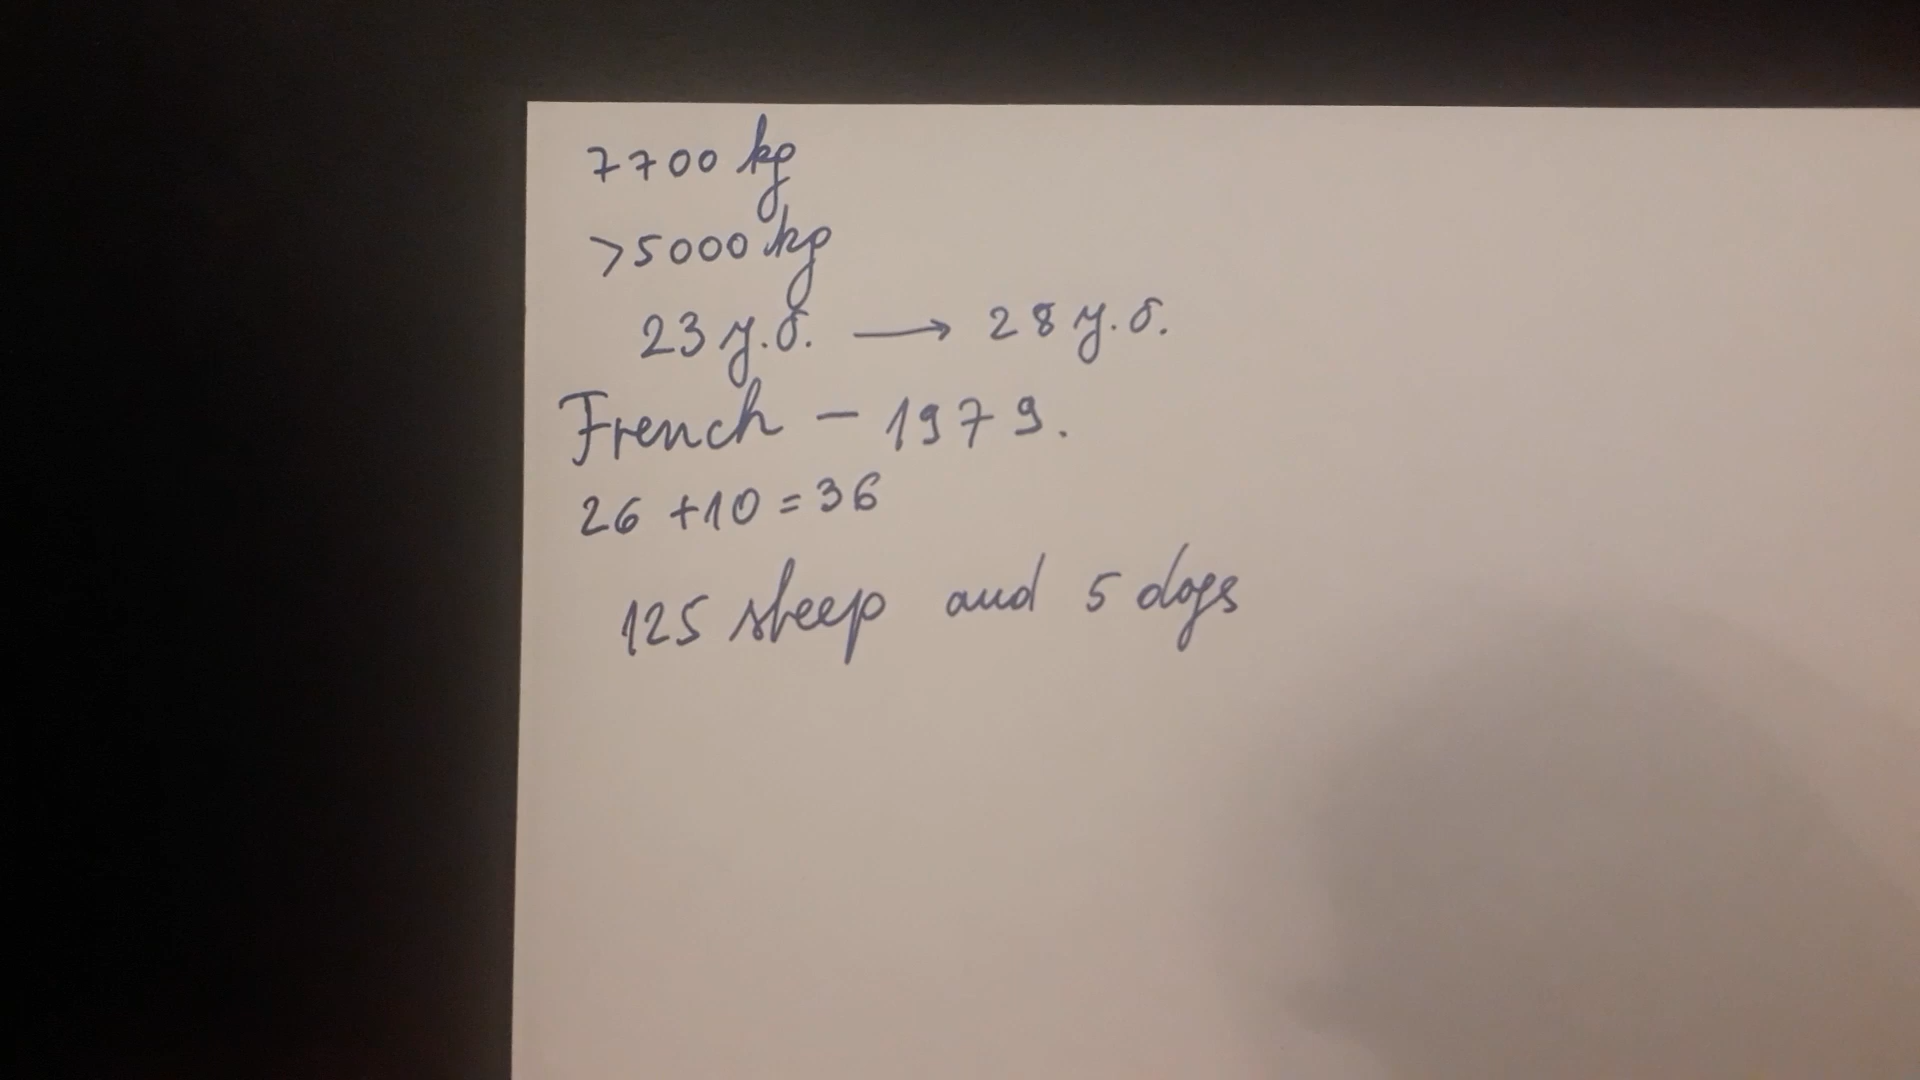 7700 kg
>5000 kg
23 y.o. → 28 y.o.
French – 1979.
26 +10 = 36
125 sheep and 5 dogs